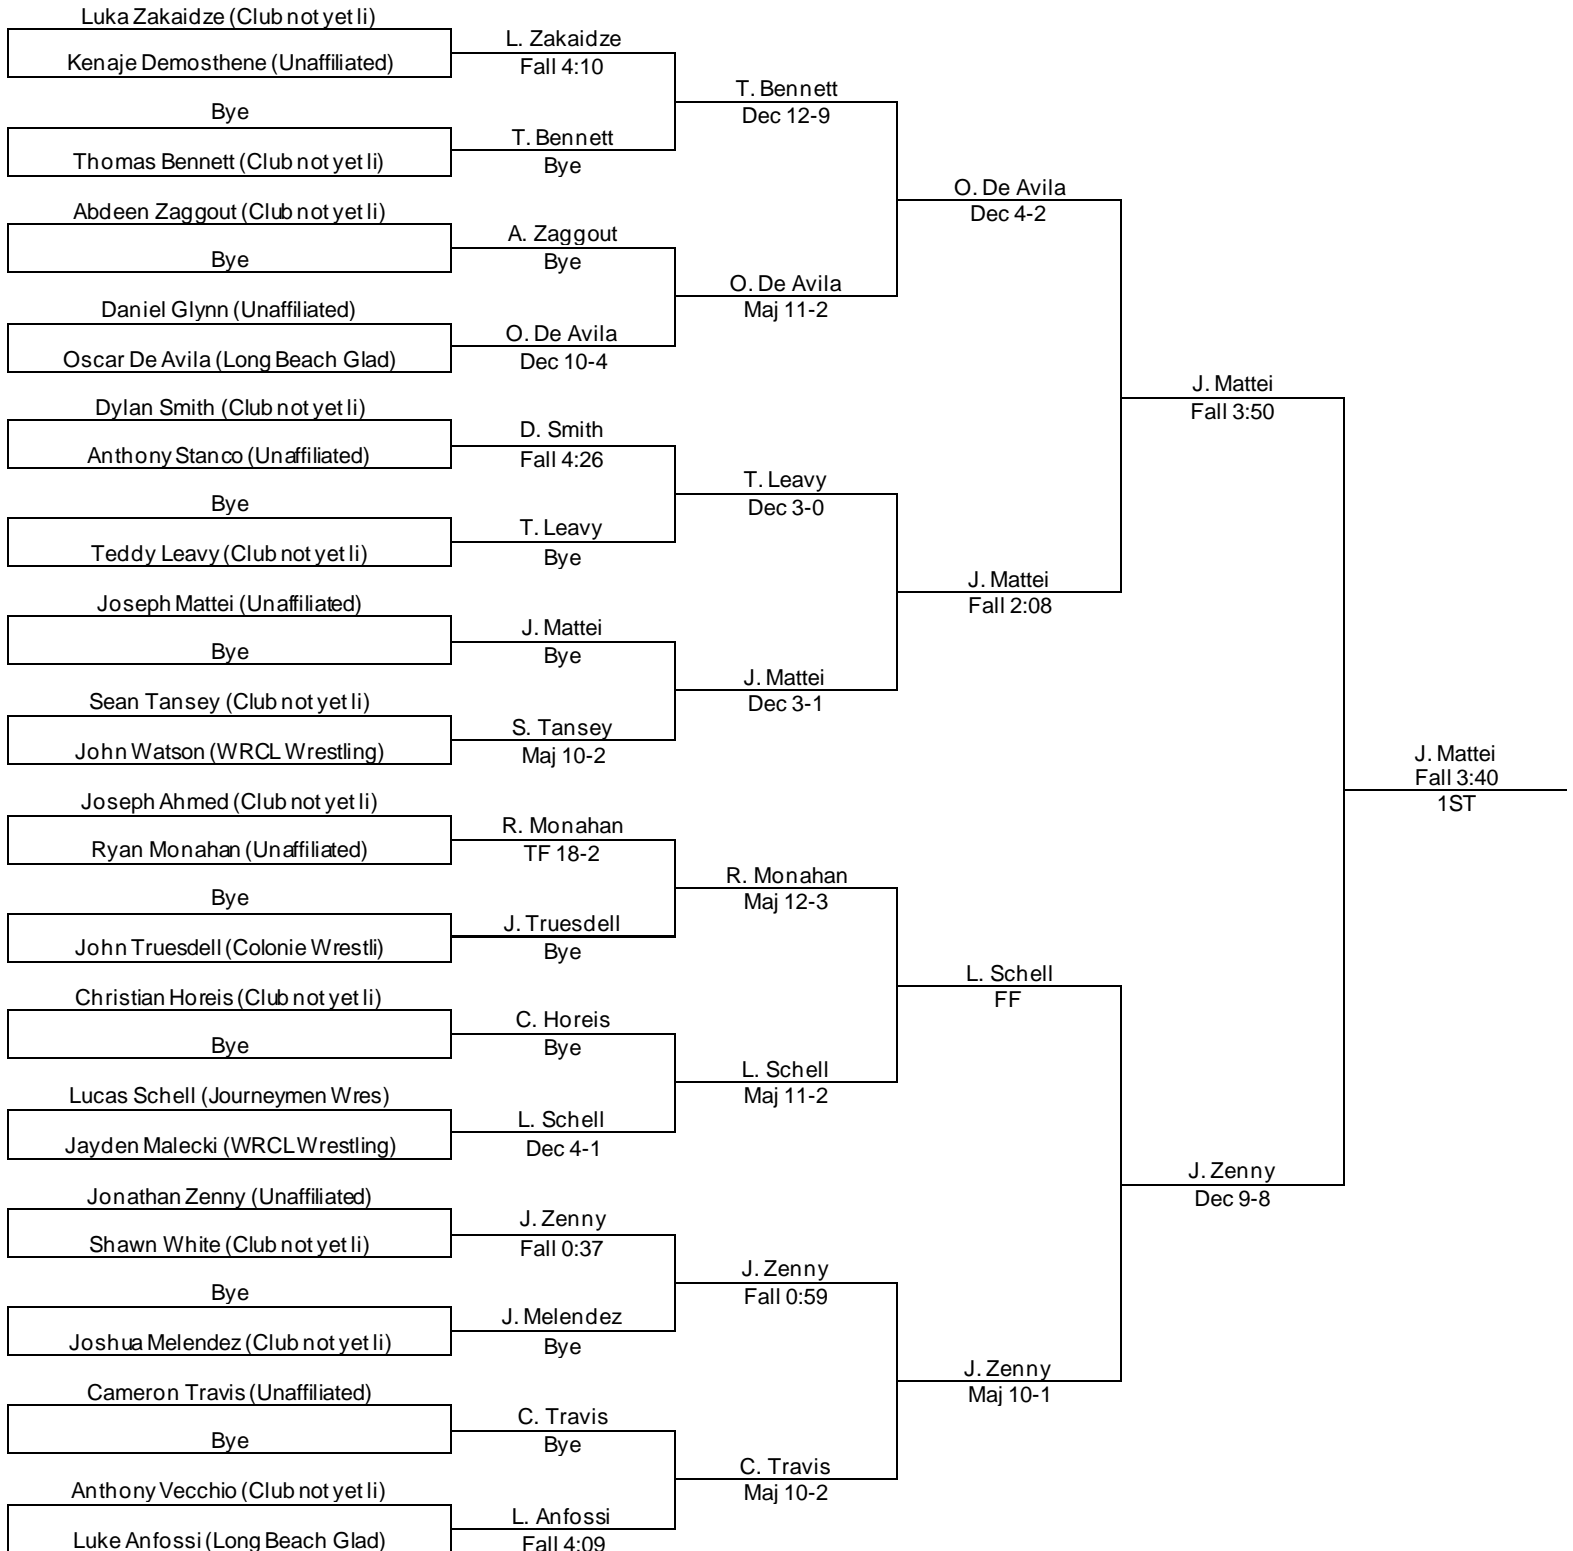 Luka Zakaidze (Club not yet li)
Kenaje Demosthene (Unaffiliated)
Bye
Thomas Bennett (Club not yet li)
Abdeen Zaggout (Club not yet li)
Bye
Daniel Glynn (Unaffiliated)
Oscar De Avila (Long Beach Glad)
Dylan Smith (Club not yet li)
Anthony Stanco (Unaffiliated)
Bye
Teddy Leavy (Club not yet li)
Joseph Mattei (Unaffiliated)
Bye
Sean Tansey (Club not yet li)
John Watson (WRCL Wrestling)
Joseph Ahmed (Club not yet li)
Ryan Monahan (Unaffiliated)
Bye
John Truesdell (Colonie Wrestli)
Christian Horeis (Club not yet li)
Bye
Lucas Schell (Journeymen Wres)
Jayden Malecki (WRCL Wrestling)
Jonathan Zenny (Unaffiliated)
Shawn White (Club not yet li)
Bye
Joshua Melendez (Club not yet li)
Cameron Travis (Unaffiliated)
Bye
Anthony Vecchio (Club not yet li)
Luke Anfossi (Long Beach Glad)
L. Zakaidze
Fall 4:10
T. Bennett
Bye
A. Zaggout
Bye
O. De Avila
Dec 10-4
D. Smith
Fall 4:26
T. Leavy
Bye
J. Mattei
Bye
S. Tansey
Maj 10-2
R. Monahan
TF 18-2
J. Truesdell
Bye
C. Horeis
Bye
L. Schell
Dec 4-1
J. Zenny
Fall 0:37
J. Melendez
Bye
C. Travis
Bye
L. Anfossi
Fall 4:09
T. Bennett
Dec 12-9
O. De Avila
Maj 11-2
T. Leavy
Dec 3-0
J. Mattei
Dec 3-1
R. Monahan
Maj 12-3
L. Schell
Maj 11-2
J. Zenny
Fall 0:59
C. Travis
Maj 10-2
O. De Avila
Dec 4-2
J. Mattei
Fall 2:08
L. Schell
FF
J. Zenny
Maj 10-1
J. Mattei
Fall 3:50
J. Zenny
Dec 9-8
J. Mattei
Fall 3:40
1ST